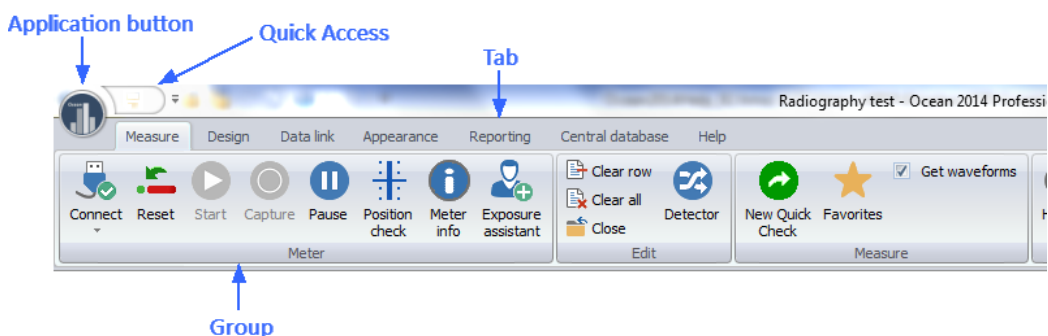 Application button
Quick Access
Tab
Radiography test - Ocean 2014 Professi
Measure Design Data link Appearance Reporting Central database Help
Connect Reset Start Capture Pause Position check Meter info Exposure assistant
Clear row
Clear all
Close
Detector
New Quick Check Favorites
Get waveforms
Meter Edit Measure
Group